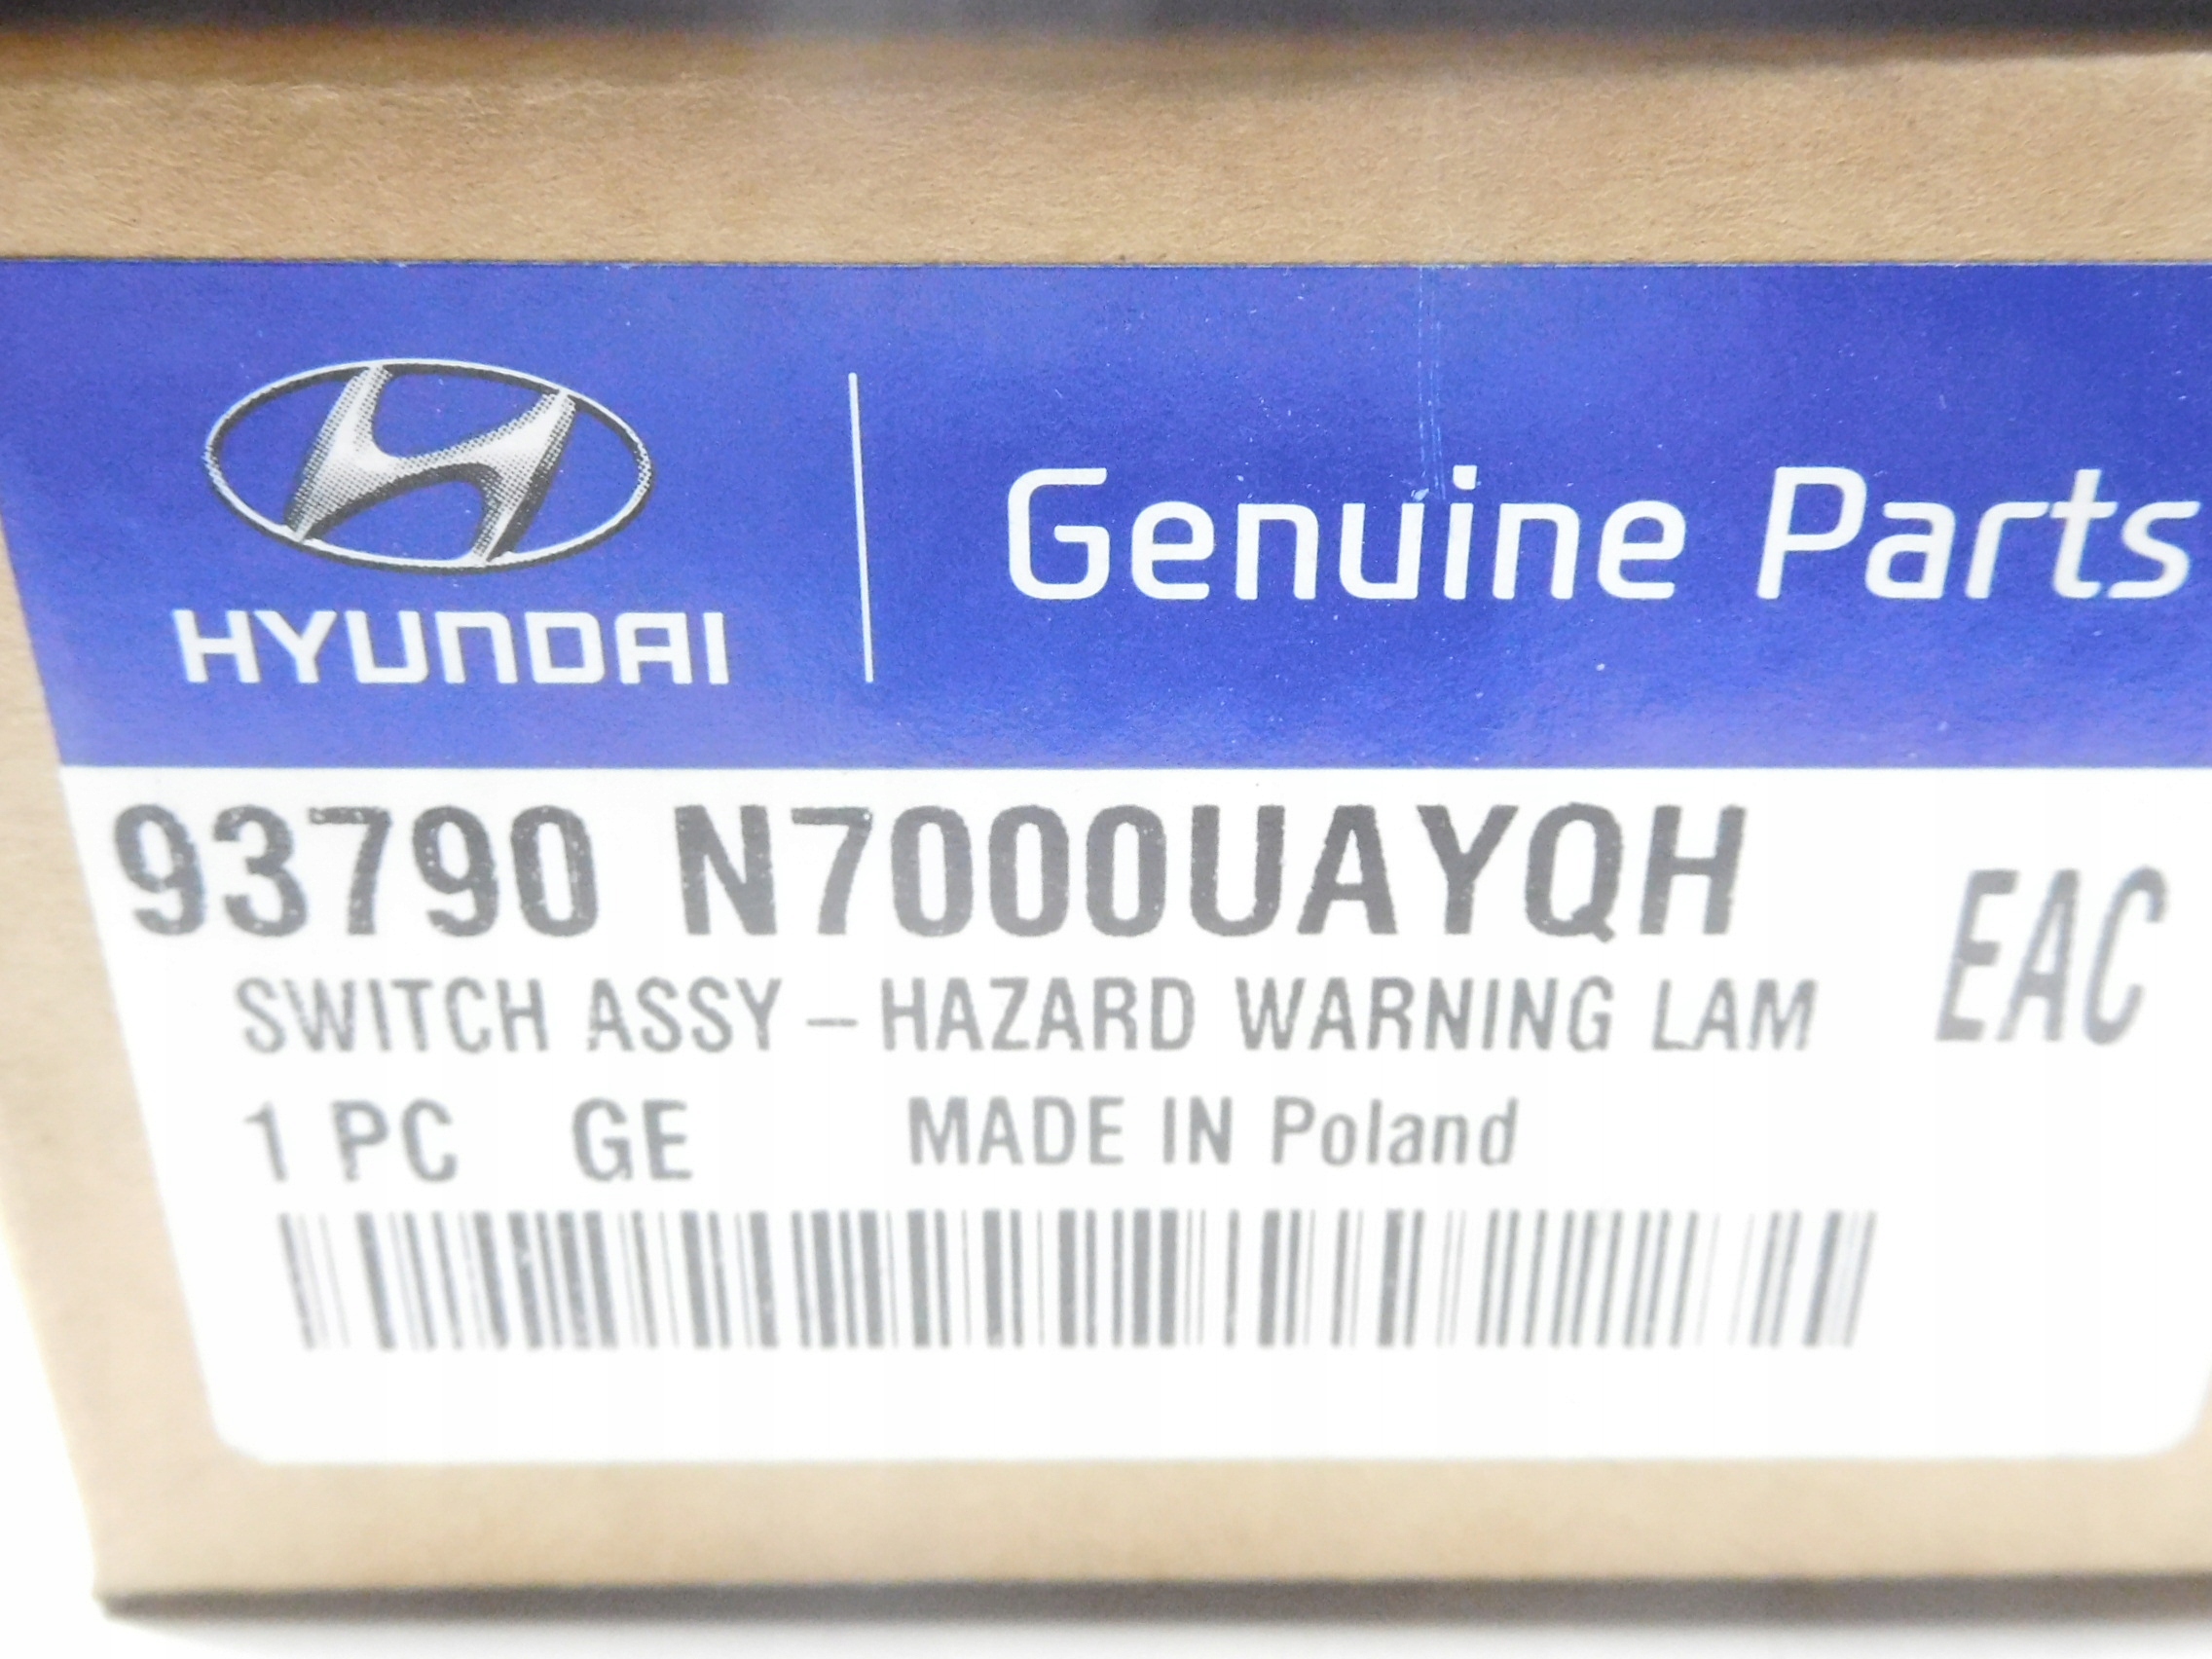 HYUNDAI
Genuine Parts
93790 N7000UAYQH
EAC
SWITCH ASSY – HAZARD WARNING LAM
1 PC GE MADE IN Poland